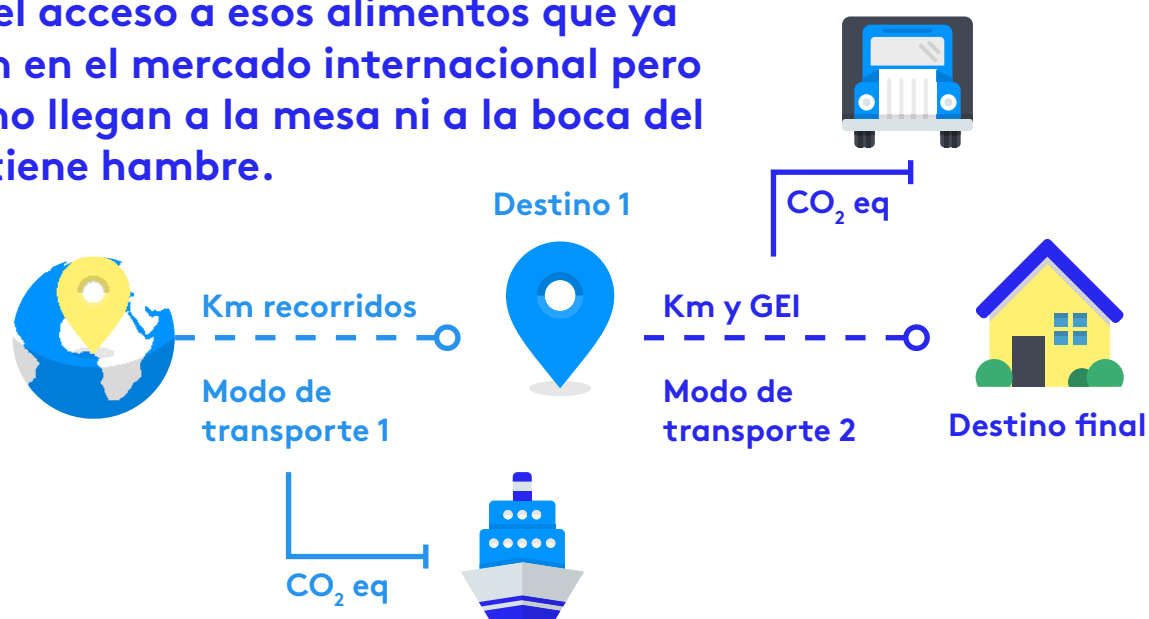 el acceso a esos alimentos que ya
en el mercado internacional pero
no llegan a la mesa ni a la boca del
tiene hambre.
Destino 1
CO₂ eq
Km recorridos
Km y GEI
Modo de
transporte 1
Modo de
transporte 2
Destino final
CO₂ eq